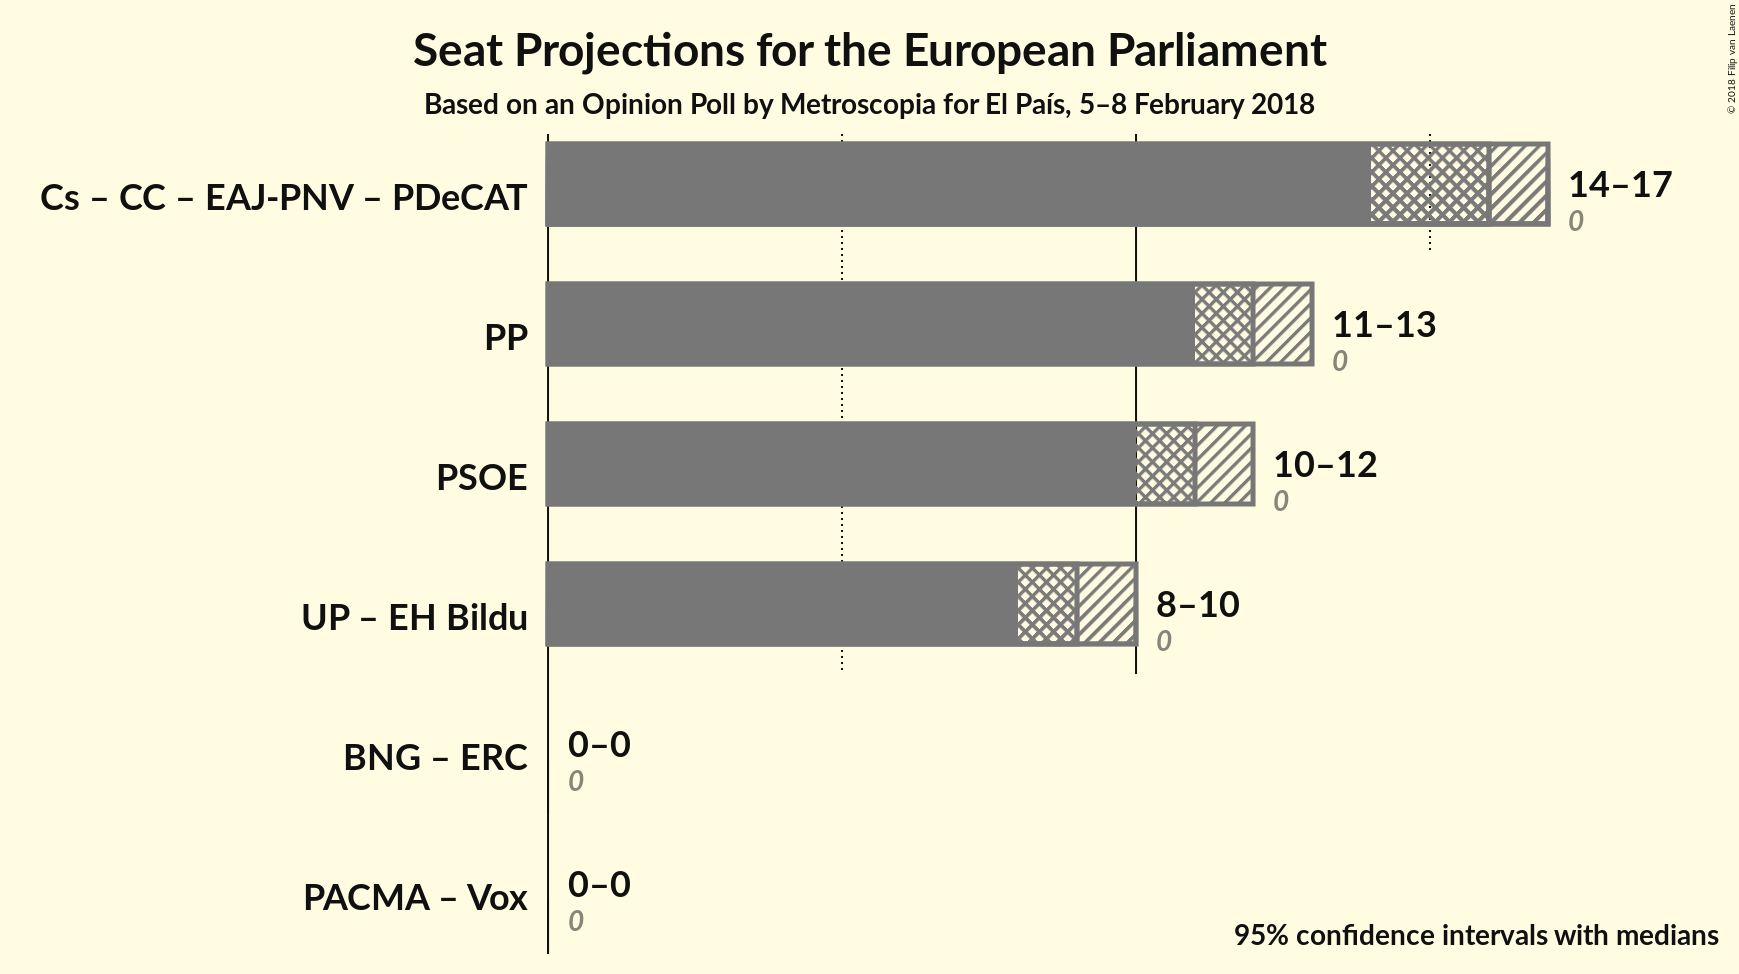 Seat Projections for the European Parliament
Based on an Opinion Poll by Metroscopia for El País, 5–8 February 2018
© 2018 Filip van Laenen
Cs – CC – EAJ-PNV – PDeCAT
14–17
0
PP
11–13
0
PSOE
10–12
0
UP – EH Bildu
8–10
0
BNG – ERC
0–0
0
PACMA – Vox
0–0
0
95% confidence intervals with medians